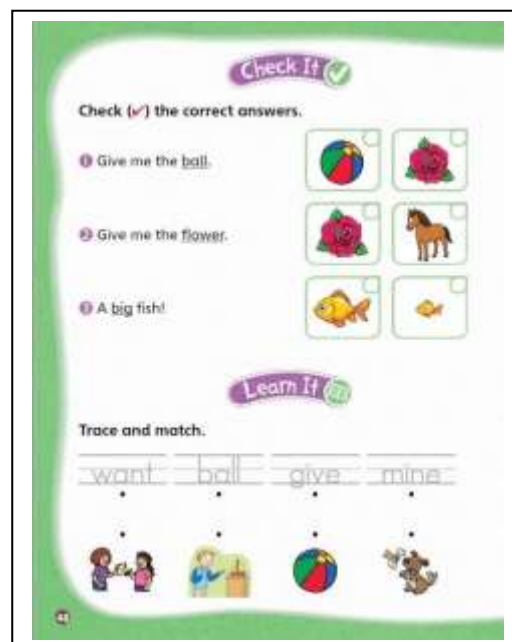 Check It
Check (✓) the correct answers.
1 Give me the ball.
2 Give me the flower.
3 A big fish!
Learn It
Trace and match.
want ball give mine